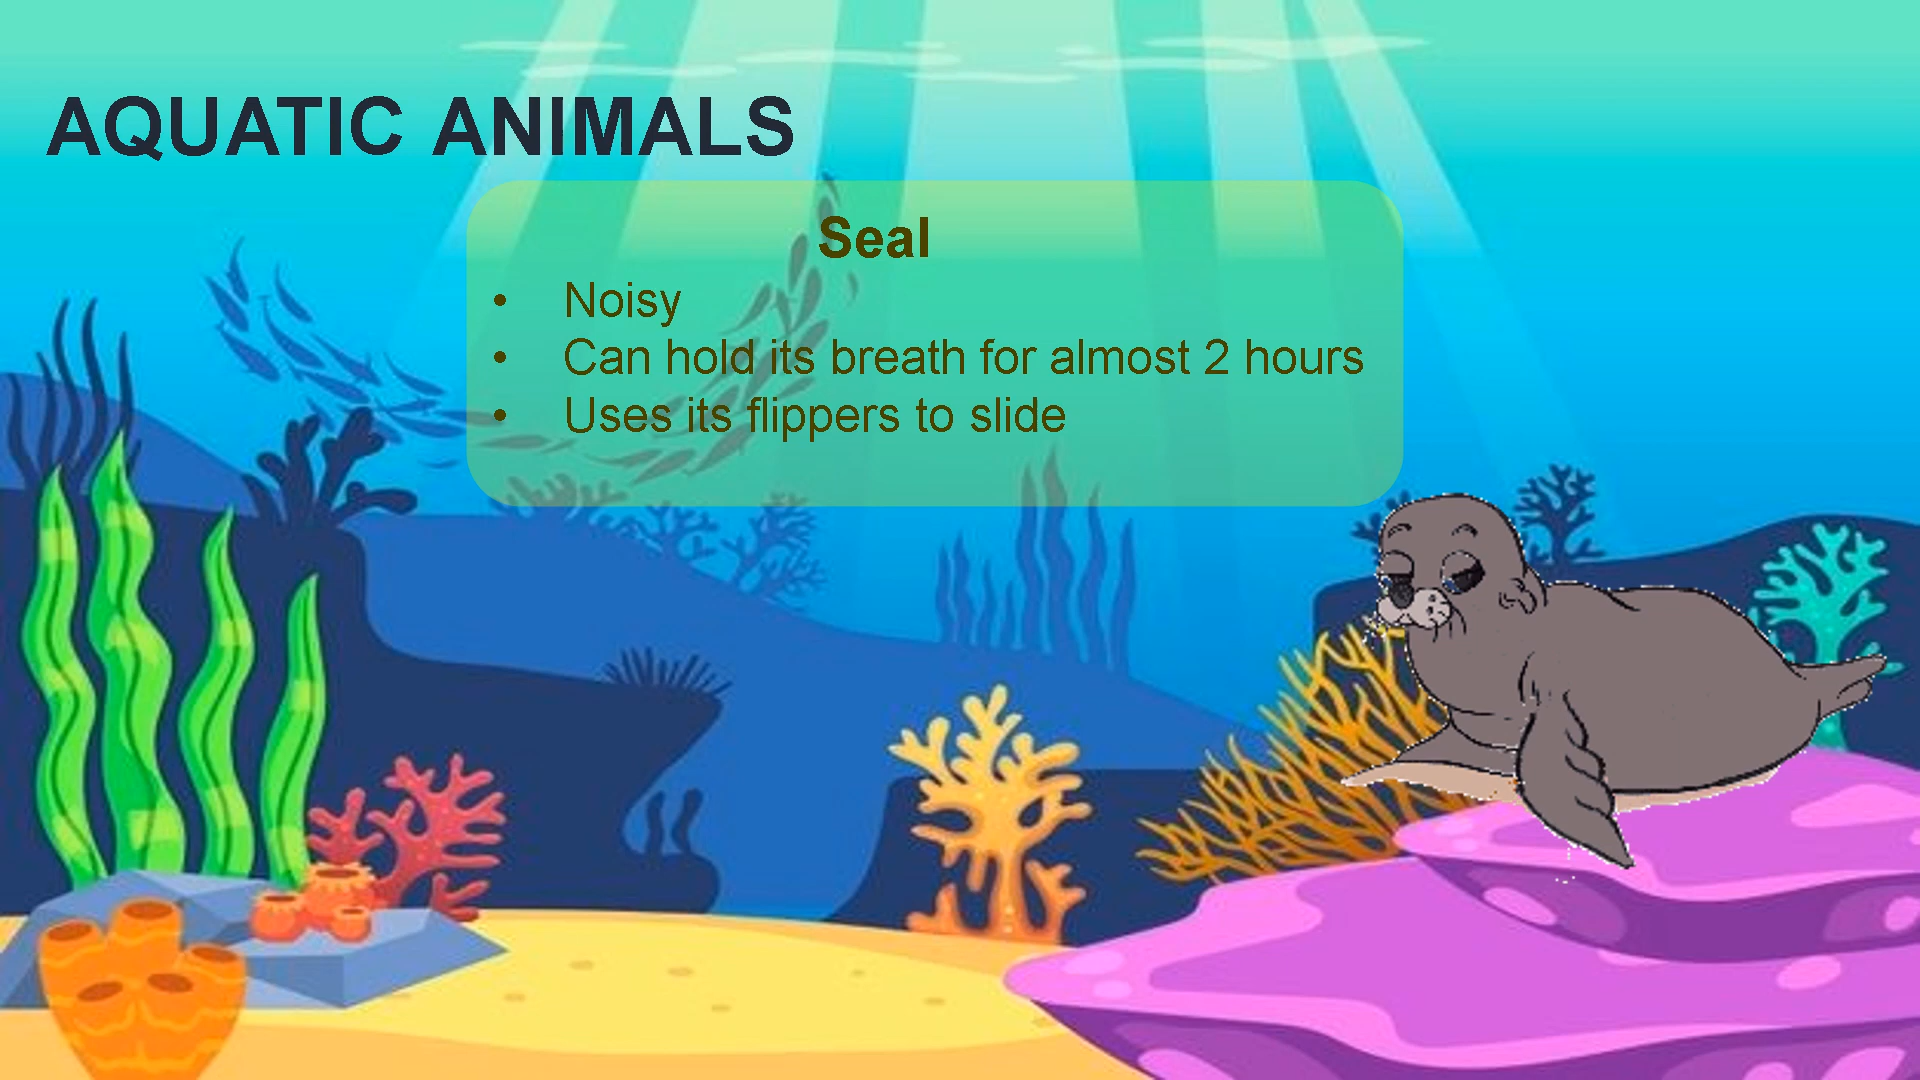 AQUATIC ANIMALS
Seal
• Noisy
• Can hold its breath for almost 2 hours
• Uses its flippers to slide